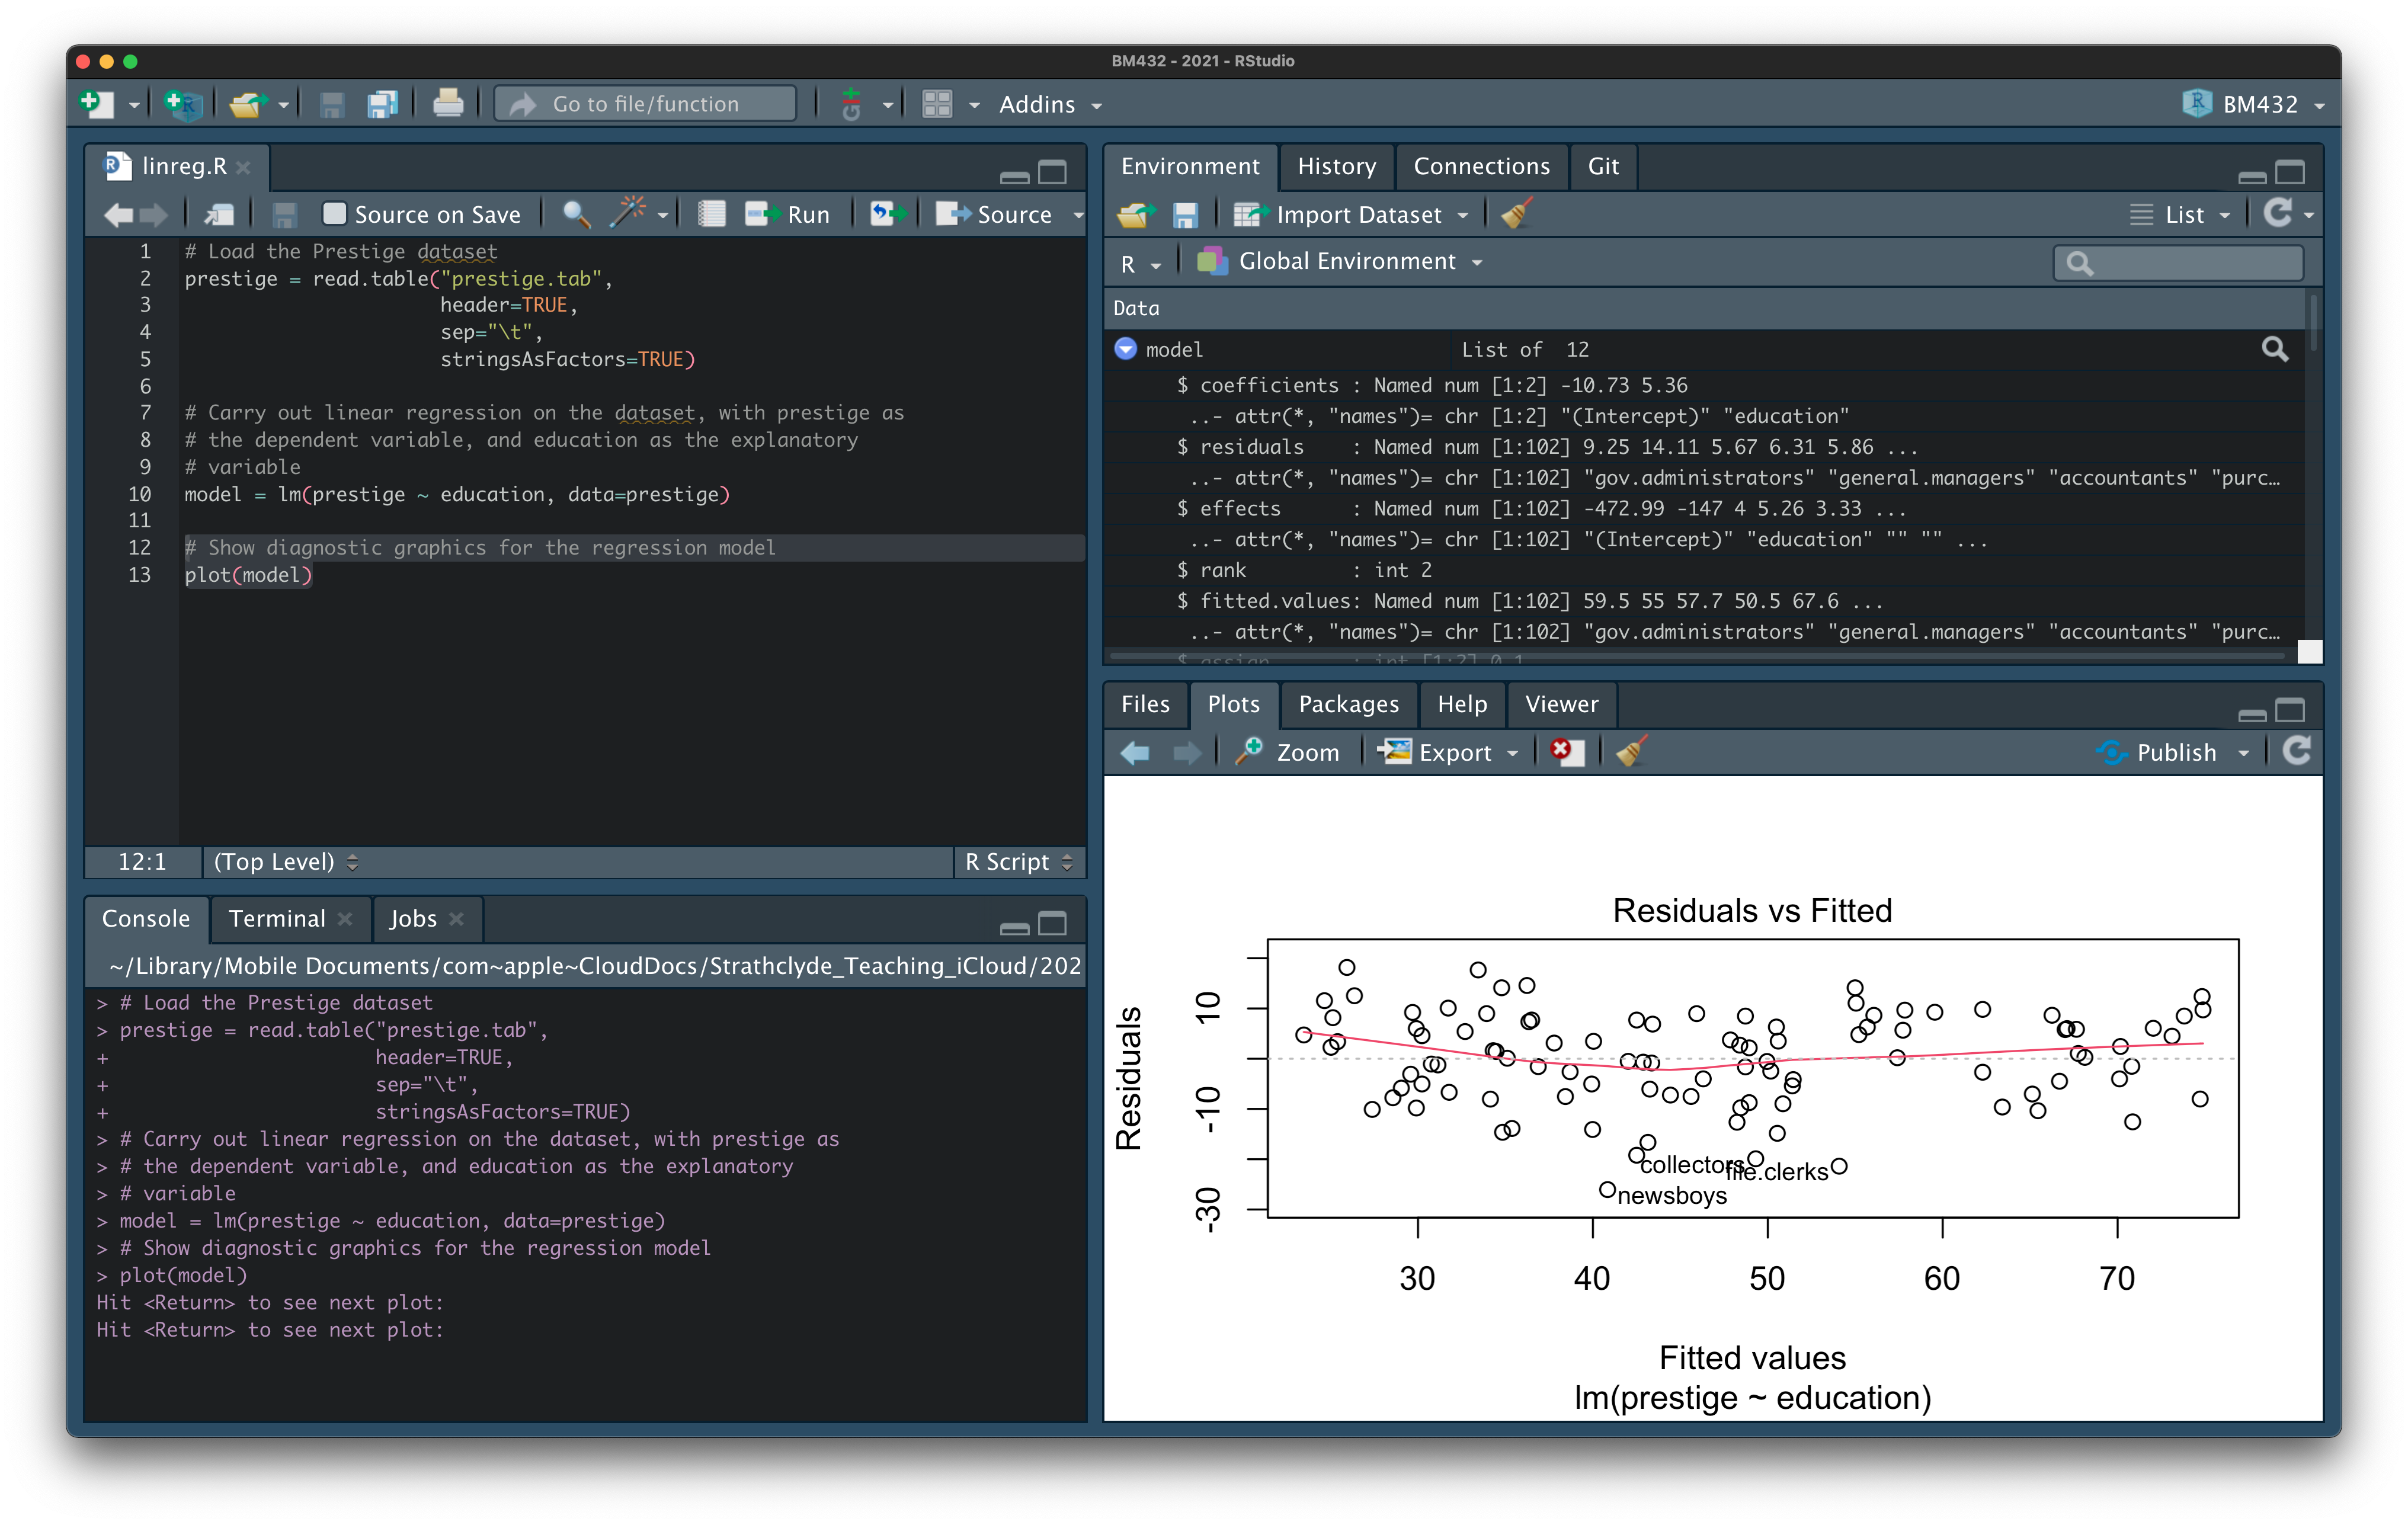 BM432 - 2021 - RStudio
Go to file/function
Git
Addins
BM432
linreg.R
Source on Save
Run
Source
1 # Load the Prestige dataset
2 prestige = read.table("prestige.tab",
3 header=TRUE,
4 sep="\t",
5 stringsAsFactors=TRUE)
6
7 # Carry out linear regression on the dataset, with prestige as
8 # the dependent variable, and education as the explanatory
9 # variable
10 model = lm(prestige ~ education, data=prestige)
11
12 # Show diagnostic graphics for the regression model
13 plot(model)
12:1 (Top Level) R Script
Console Terminal Jobs
~/Library/Mobile Documents/com~apple~CloudDocs/Strathclyde_Teaching_iCloud/202
> # Load the Prestige dataset
> prestige = read.table("prestige.tab",
+ header=TRUE,
+ sep="\t",
+ stringsAsFactors=TRUE)
> # Carry out linear regression on the dataset, with prestige as
> # the dependent variable, and education as the explanatory
> # variable
> model = lm(prestige ~ education, data=prestige)
> # Show diagnostic graphics for the regression model
> plot(model)
Hit <Return> to see next plot:
Hit <Return> to see next plot:
Environment History Connections Git
Import Dataset List
R Global Environment
Data
model List of 12
$ coefficients : Named num [1:2] -10.73 5.36
..- attr(*, "names")= chr [1:2] "(Intercept)" "education"
$ residuals : Named num [1:102] 9.25 14.11 5.67 6.31 5.86 ...
..- attr(*, "names")= chr [1:102] "gov.administrators" "general.managers" "accountants" "purc…
$ effects : Named num [1:102] -472.99 -147 4 5.26 3.33 ...
..- attr(*, "names")= chr [1:102] "(Intercept)" "education" "" "" ...
$ rank : int 2
$ fitted.values: Named num [1:102] 59.5 55 57.7 50.5 67.6 ...
..- attr(*, "names")= chr [1:102] "gov.administrators" "general.managers" "accountants" "purc…
$ assign : int [1:2] 0 1
Files Plots Packages Help Viewer
Zoom Export Publish
Residuals vs Fitted
Residuals
10
-10
-30
collectors
file.clerks
newsboys
30 40 50 60 70
Fitted values
lm(prestige ~ education)